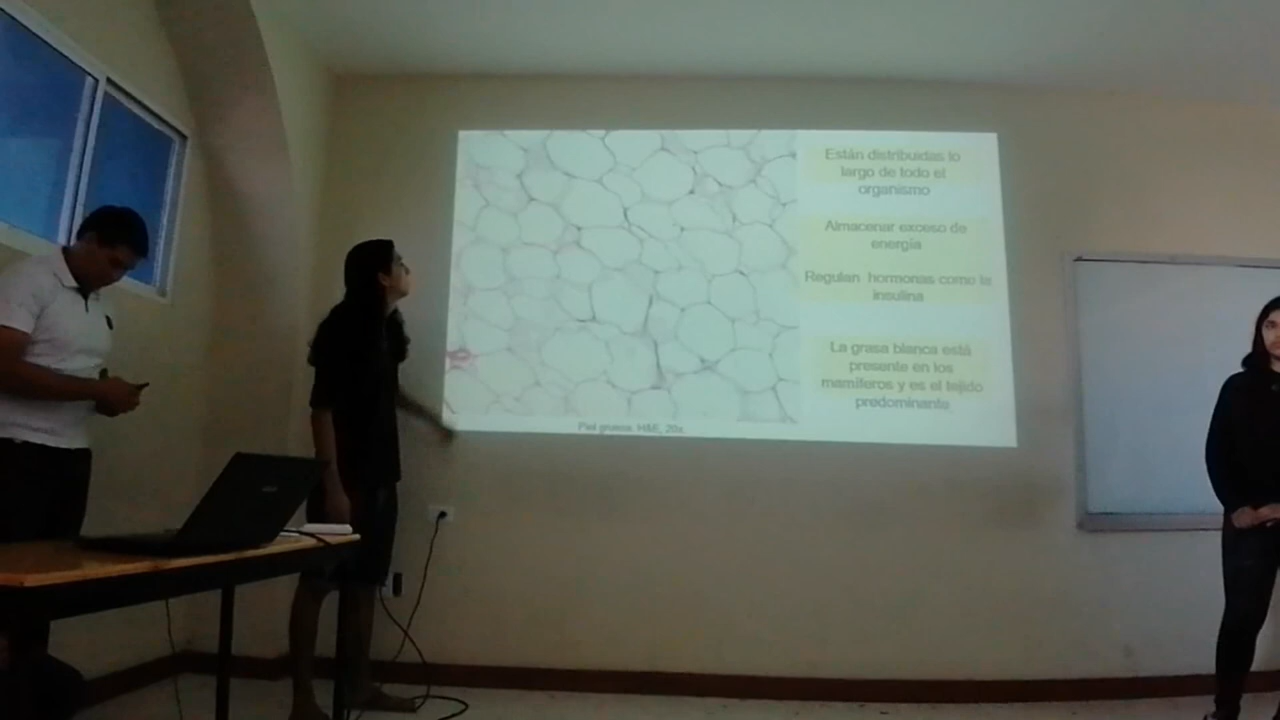 Están distribuidas lo
largo de todo el
organismo
Almacenar exceso de
energía
Regulan hormonas como la
insulina
La grasa blanca está
presente en los
mamíferos y es el tejido
predominante
Piel gruesa, H&E, 20x.